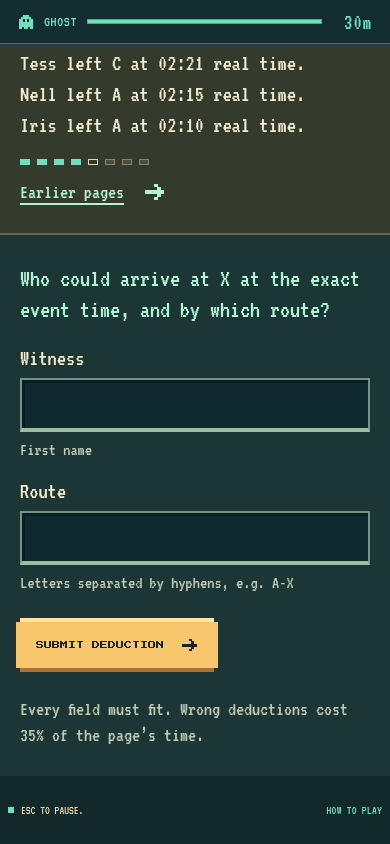 GHOST
30m
Tess left C at 02:21 real time.
Nell left A at 02:15 real time.
Iris left A at 02:10 real time.
Earlier pages
Who could arrive at X at the exact
event time, and by which route?
Witness
First name
Route
Letters separated by hyphens, e.g. A-X
SUBMIT DEDUCTION
Every field must fit. Wrong deductions cost
35% of the page's time.
ESC TO PAUSE.
HOW TO PLAY